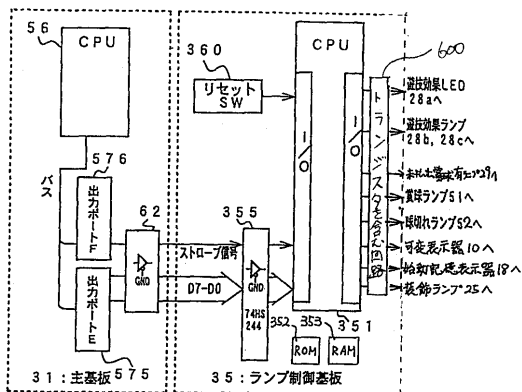 56
CPU
バス
576
出力ポートF
出力ポートE
575
62
GND
31:主基板
ストローブ信号
D7-D0
360
リセット
SW
355
GND
74HS
244
CPU
I/O
I/O
351
352
ROM
353
RAM
35:ランプ制御基板
600
トランジスタを含む回路
遊技効果LED
28aへ
遊技効果ランプ
28b, 28cへ
賞球ランプ51へ
球切れランプ52へ
可変表示器10へ
始動記憶表示器18へ
装飾ランプ25へ